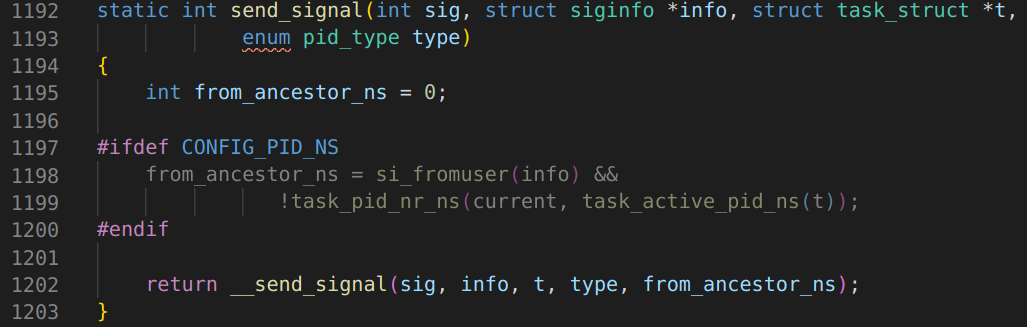 1192 static int send_signal(int sig, struct siginfo *info, struct task_struct *t,
1193 enum pid_type type)
1194 {
1195 int from_ancestor_ns = 0;
1196
1197 #ifdef CONFIG_PID_NS
1198 from_ancestor_ns = si_fromuser(info) &&
1199 !task_pid_nr_ns(current, task_active_pid_ns(t));
1200 #endif
1201
1202 return __send_signal(sig, info, t, type, from_ancestor_ns);
1203 }